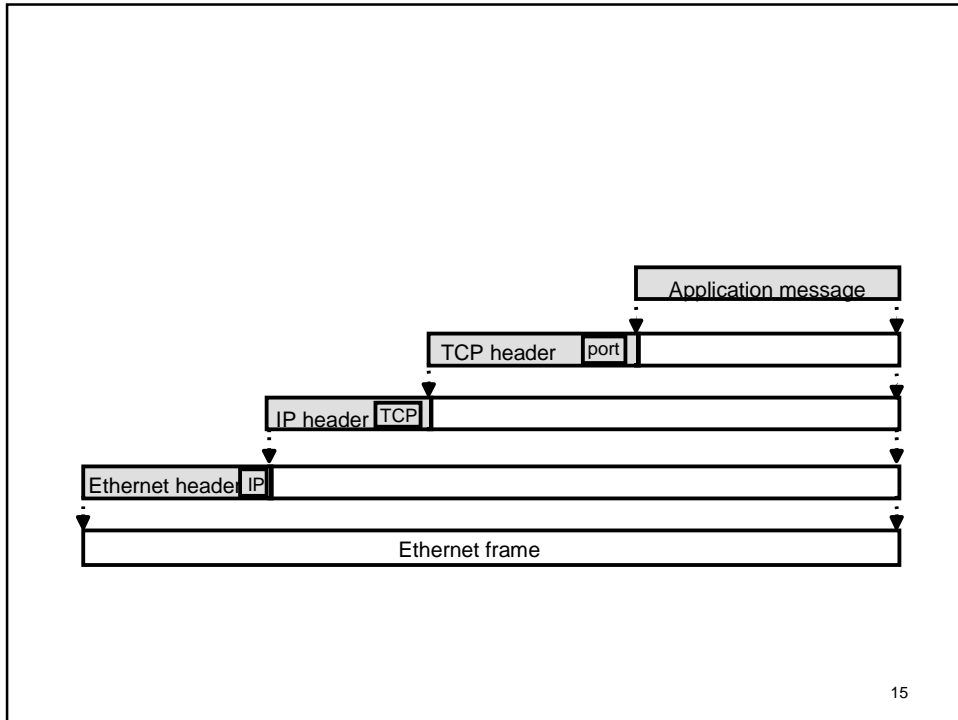 Application message
TCP header port
IP header TCP
Ethernet header IP
Ethernet frame
15